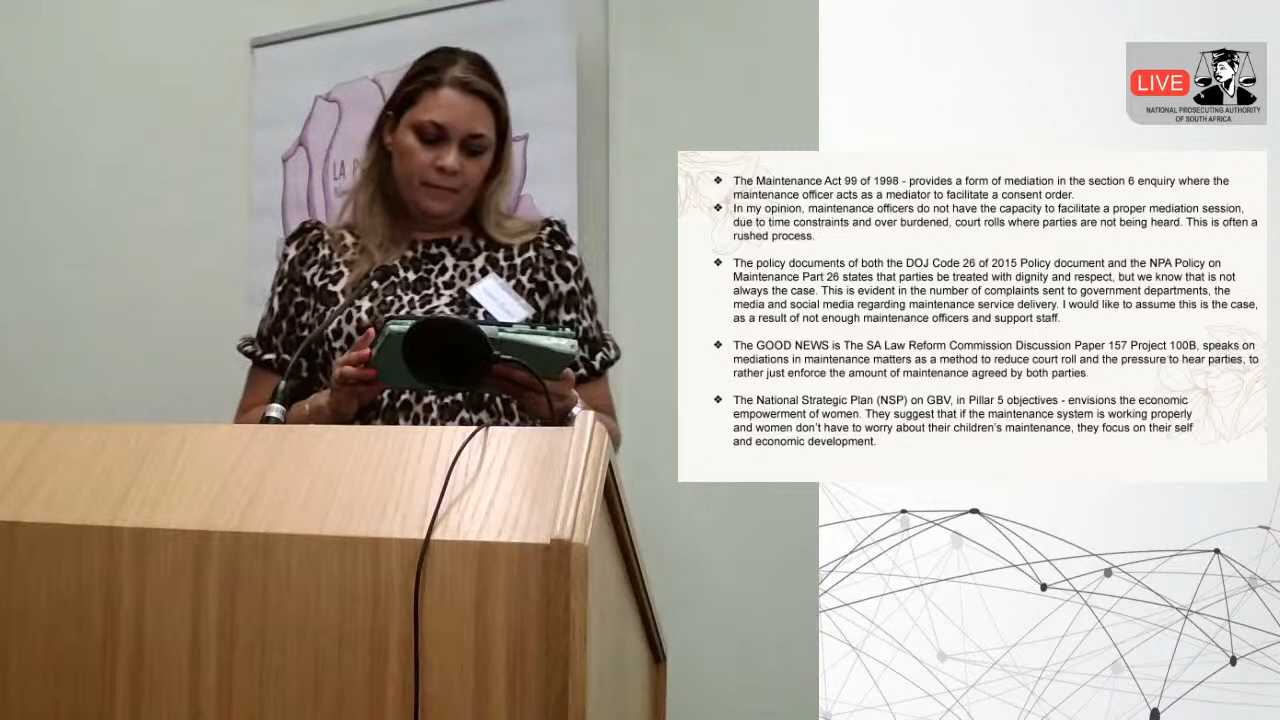 LIVE
NATIONAL PROSECUTING AUTHORITY
OF SOUTH AFRICA
❖ The Maintenance Act 99 of 1998 - provides a form of mediation in the section 6 enquiry where the
maintenance officer acts as a mediator to facilitate a consent order.
❖ In my opinion, maintenance officers do not have the capacity to facilitate a proper mediation session,
due to time constraints and over burdened, court rolls where parties are not being heard. This is often a
rushed process.
❖ The policy documents of both the DOJ Code 26 of 2015 Policy document and the NPA Policy on
Maintenance Part 26 states that parties be treated with dignity and respect, but we know that is not
always the case. This is evident in the number of complaints sent to government departments, the
media and social media regarding maintenance service delivery. I would like to assume this is the case,
as a result of not enough maintenance officers and support staff.
❖ The GOOD NEWS is The SA Law Reform Commission Discussion Paper 157 Project 100B, speaks on
mediations in maintenance matters as a method to reduce court roll and the pressure to hear parties, to
rather just enforce the amount of maintenance agreed by both parties.
❖ The National Strategic Plan (NSP) on GBV, in Pillar 5 objectives - envisions the economic
empowerment of women. They suggest that if the maintenance system is working properly
and women don't have to worry about their children's maintenance, they focus on their self
and economic development.
LA